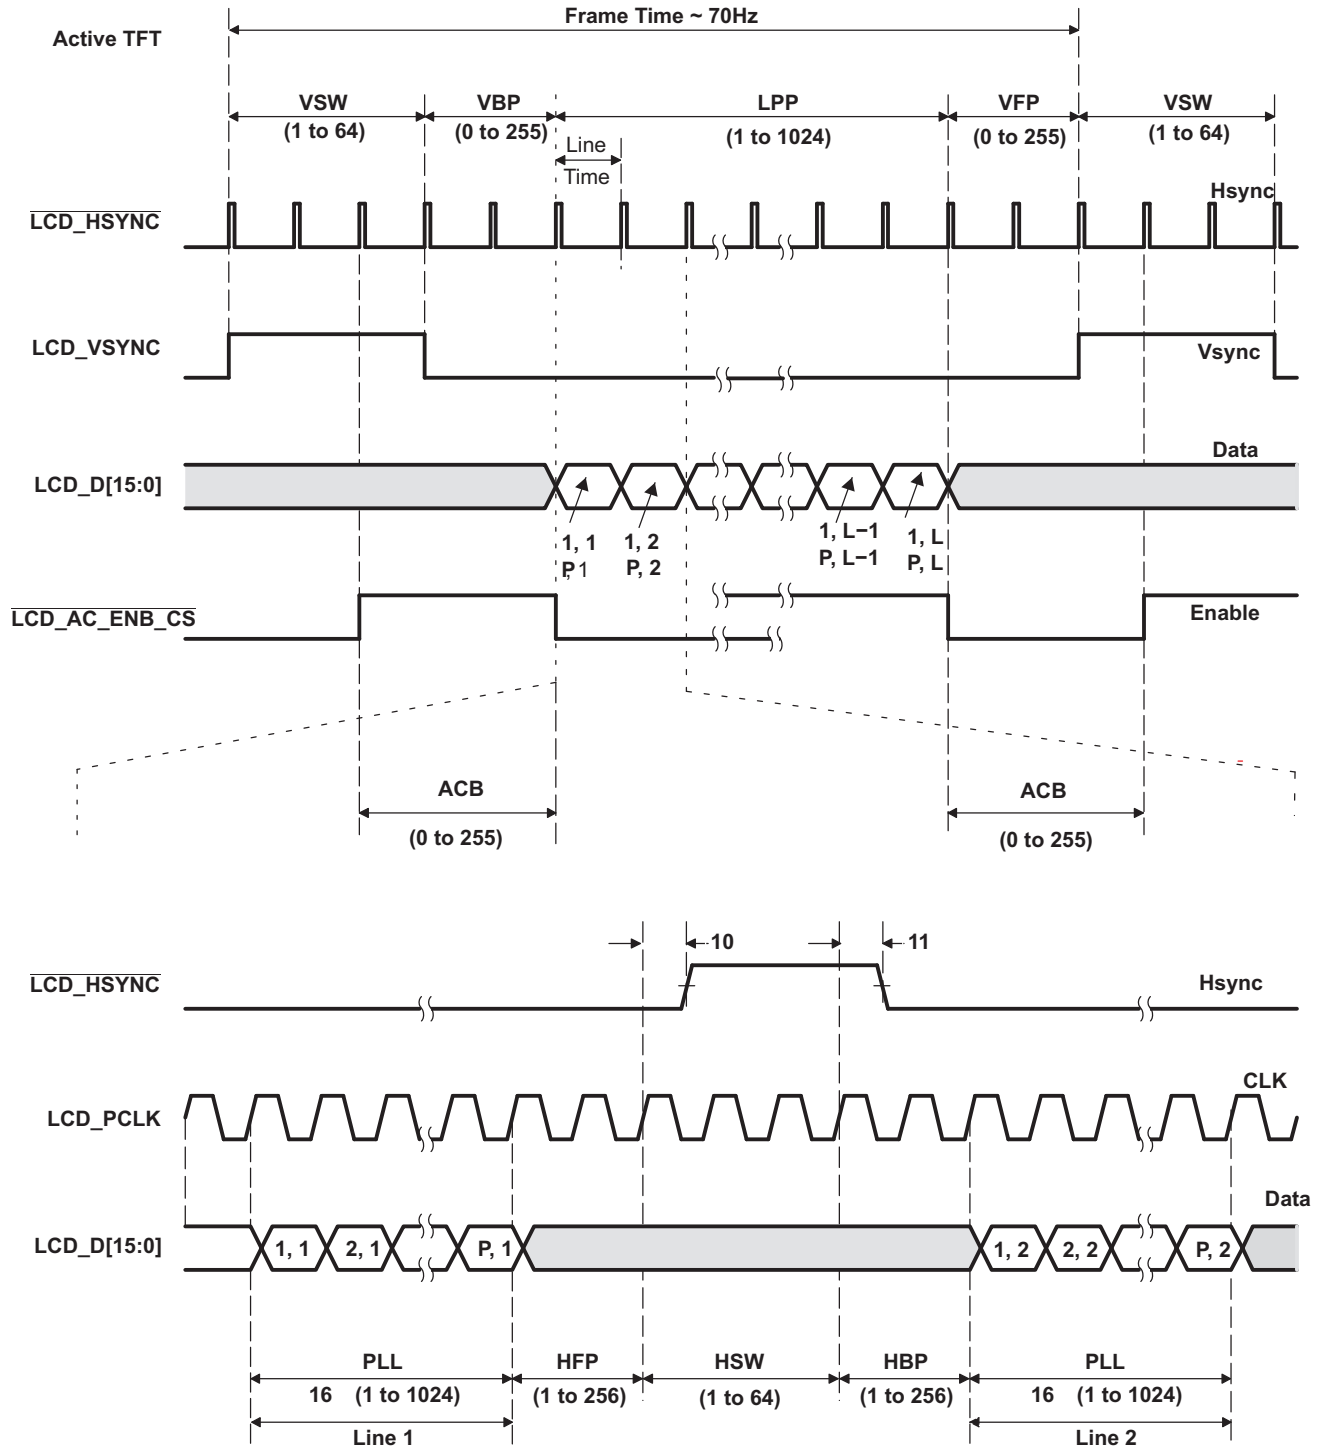 Frame Time ~ 70Hz
Active TFT
VSW
(1 to 64)
VBP
(0 to 255)
LPP
(1 to 1024)
VFP
(0 to 255)
VSW
(1 to 64)
Line
Time
LCD_HSYNC
Hsync
LCD_VSYNC
Vsync
LCD_D[15:0]
Data
1, 1
P, 1
1, 2
P, 2
1, L−1
P, L−1
1, L
P, L
LCD_AC_ENB_CS
Enable
ACB
(0 to 255)
ACB
(0 to 255)
10
11
LCD_HSYNC
Hsync
LCD_PCLK
CLK
LCD_D[15:0]
Data
1, 1
2, 1
P, 1
1, 2
2, 2
P, 2
PLL
16 (1 to 1024)
HFP
(1 to 256)
HSW
(1 to 64)
HBP
(1 to 256)
PLL
16 (1 to 1024)
Line 1
Line 2